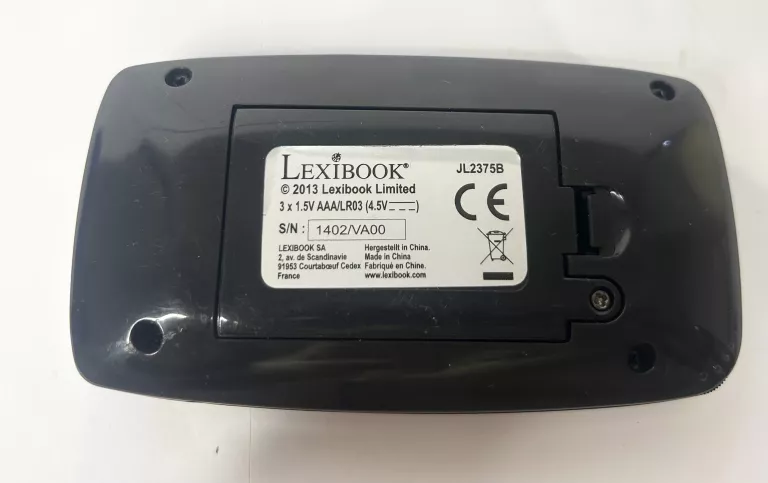 LEXIBOOK®
JL2375B
© 2013 Lexibook Limited
3 x 1.5V AAA/LR03 (4.5V ⎓)
CE
S/N : 1402/VA00
LEXIBOOK SA
2, av. de Scandinavie
91953 Courtabœuf Cedex
France
Hergestellt in China.
Made in China
Fabriqué en Chine.
www.lexibook.com